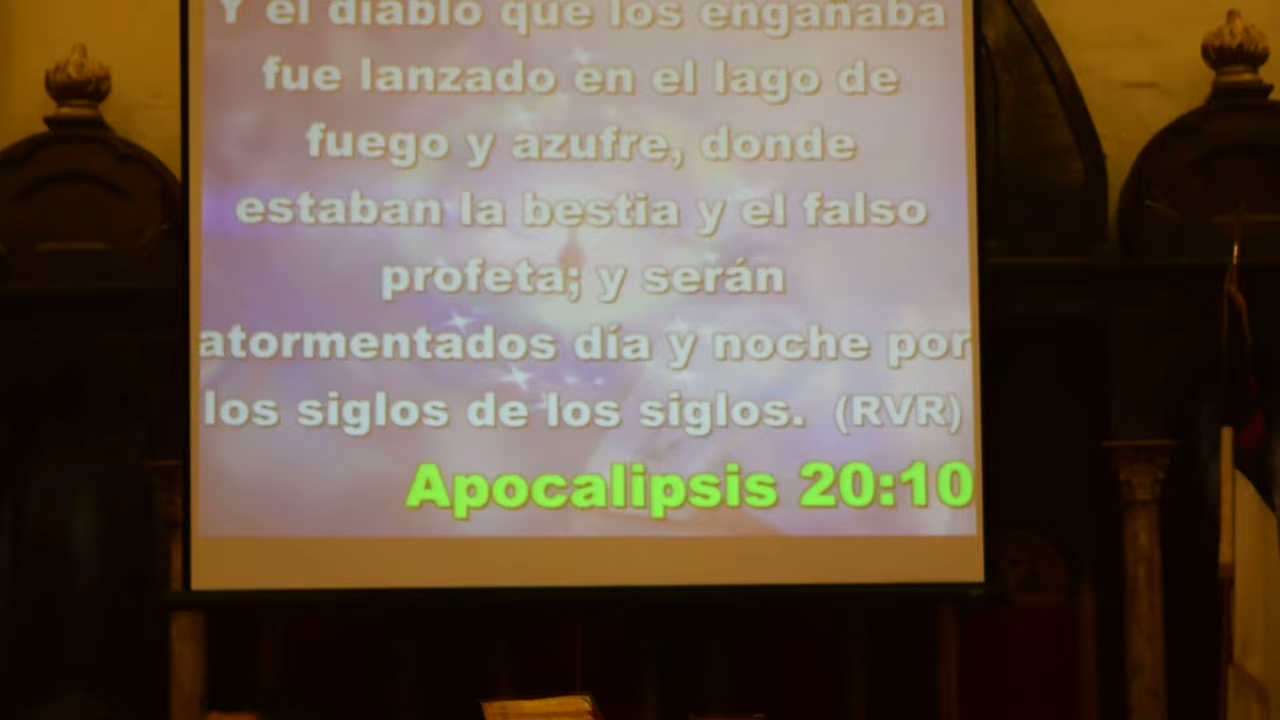 Y el diablo que los engañaba
fue lanzado en el lago de
fuego y azufre, donde
estaban la bestia y el falso
profeta; y serán
atormentados día y noche por
los siglos de los siglos. (RVR)
Apocalipsis 20:10